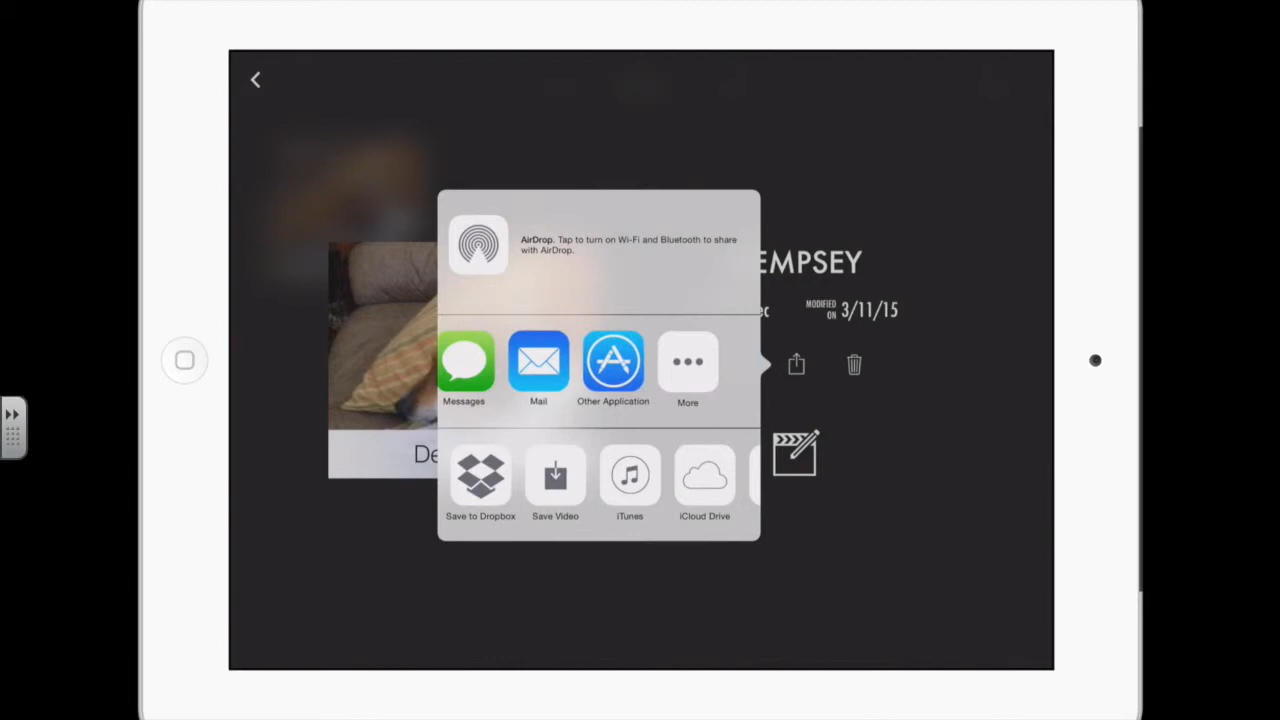 AirDrop. Tap to turn on Wi-Fi and Bluetooth to share
with AirDrop.
EMPSEY
MODIFIED
ON 3/11/15
Messages
Mail
Other Application
More
De
Save to Dropbox
Save Video
iTunes
iCloud Drive